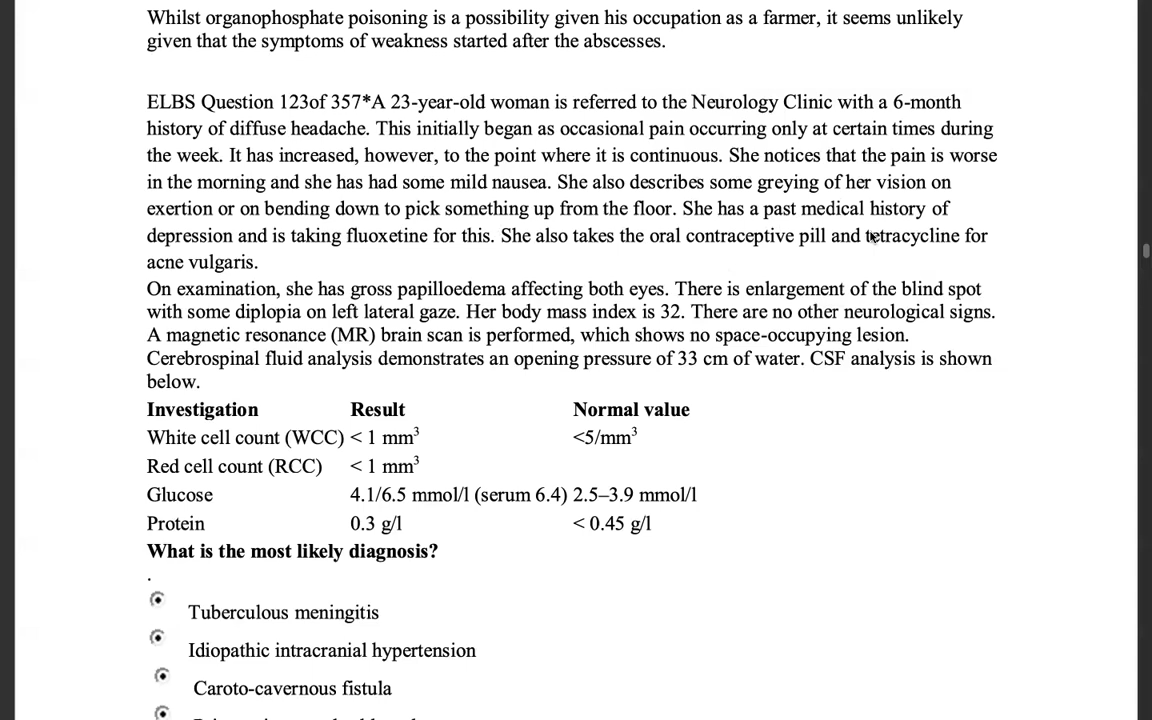 Whilst organophosphate poisoning is a possibility given his occupation as a farmer, it seems unlikely
given that the symptoms of weakness started after the abscesses.
ELBS Question 123of 357*A 23-year-old woman is referred to the Neurology Clinic with a 6-month
history of diffuse headache. This initially began as occasional pain occurring only at certain times during
the week. It has increased, however, to the point where it is continuous. She notices that the pain is worse
in the morning and she has had some mild nausea. She also describes some greying of her vision on
exertion or on bending down to pick something up from the floor. She has a past medical history of
depression and is taking fluoxetine for this. She also takes the oral contraceptive pill and tetracycline for
acne vulgaris.
On examination, she has gross papilloedema affecting both eyes. There is enlargement of the blind spot
with some diplopia on left lateral gaze. Her body mass index is 32. There are no other neurological signs.
A magnetic resonance (MR) brain scan is performed, which shows no space-occupying lesion.
Cerebrospinal fluid analysis demonstrates an opening pressure of 33 cm of water. CSF analysis is shown
below.
Investigation Result Normal value
White cell count (WCC) < 1 mm³ <5/mm³
Red cell count (RCC) < 1 mm³
Glucose 4.1/6.5 mmol/l (serum 6.4) 2.5–3.9 mmol/l
Protein 0.3 g/l < 0.45 g/l
What is the most likely diagnosis?
.
Tuberculous meningitis
Idiopathic intracranial hypertension
Caroto-cavernous fistula